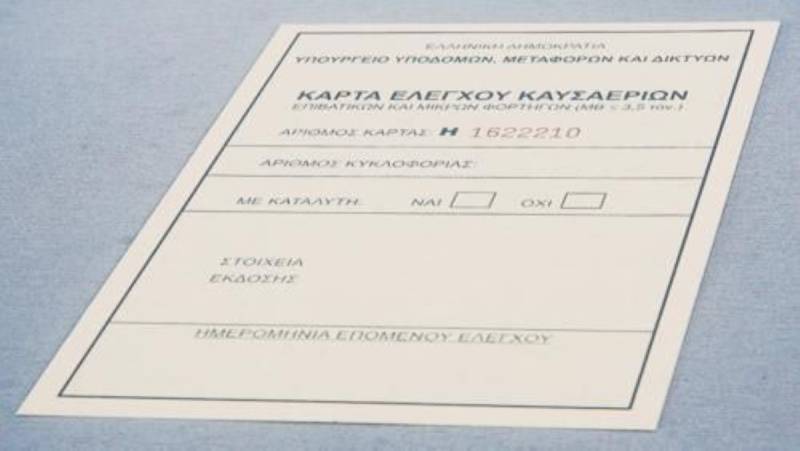 ΕΛΛΗΝΙΚΗ ΔΗΜΟΚΡΑΤΙΑ
ΥΠΟΥΡΓΕΙΟ ΥΠΟΔΟΜΩΝ, ΜΕΤΑΦΟΡΩΝ ΚΑΙ ΔΙΚΤΥΩΝ
ΚΑΡΤΑ ΕΛΕΓΧΟΥ ΚΑΥΣΑΕΡΙΩΝ
ΕΠΙΒΑΤΙΚΩΝ ΚΑΙ ΜΙΚΡΩΝ ΦΟΡΤΗΓΩΝ (ΜΒ ≤ 3,5 τον.)
ΑΡΙΘΜΟΣ ΚΑΡΤΑΣ: Η 1622210
ΑΡΙΘΜΟΣ ΚΥΚΛΟΦΟΡΙΑΣ:
ΜΕ ΚΑΤΑΛΥΤΗ: ΝΑΙ ΟΧΙ
ΣΤΟΙΧΕΙΑ
ΕΚΔΟΣΗΣ
ΗΜΕΡΟΜΗΝΙΑ ΕΠΟΜΕΝΟΥ ΕΛΕΓΧΟΥ